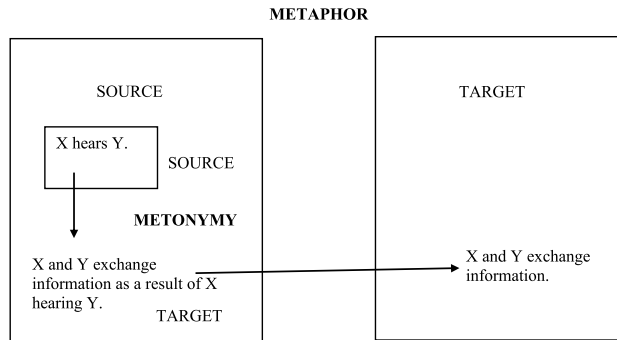 METAPHOR
SOURCE
TARGET
X hears Y.
SOURCE
METONYMY
X and Y exchange
information as a result of X
hearing Y.
TARGET
X and Y exchange
information.